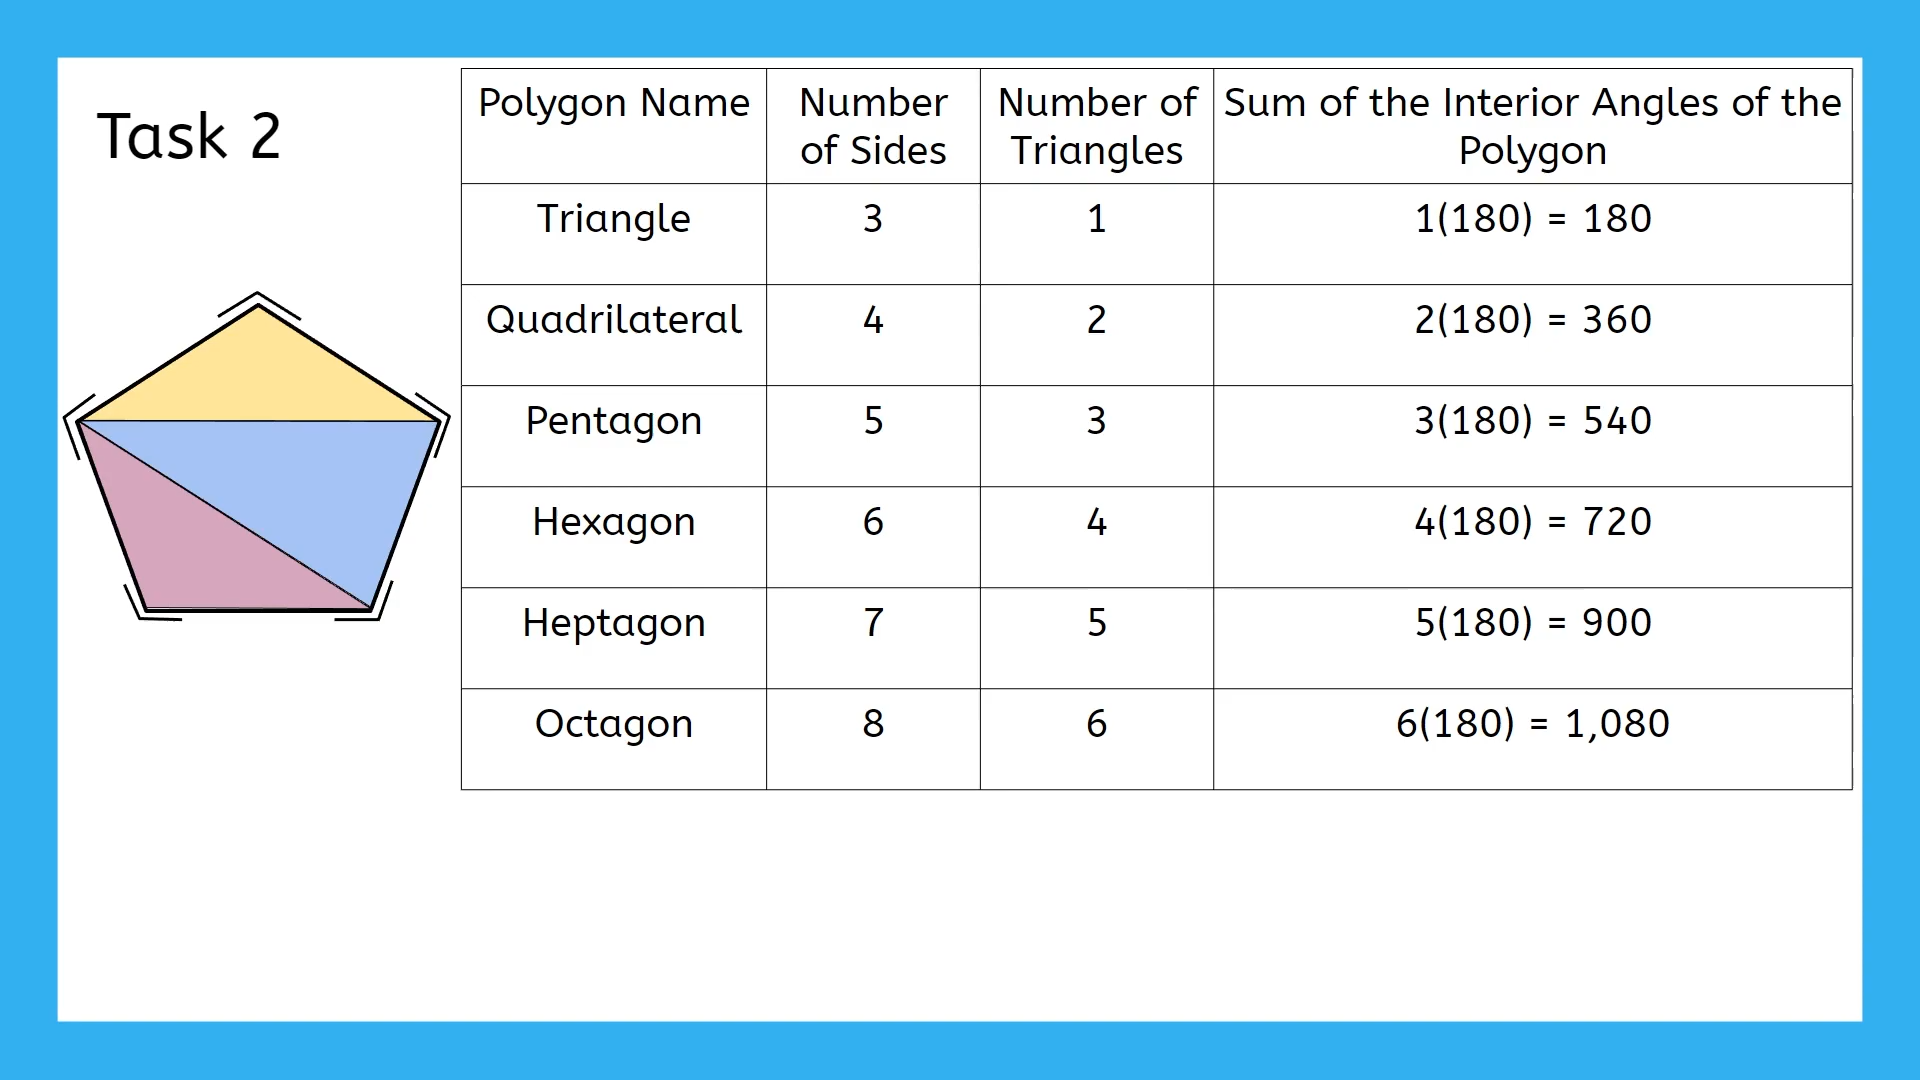 Task 2
Polygon Name
Number
of Sides
Number of
Triangles
Sum of the Interior Angles of the
Polygon
Triangle 3 1 1(180) = 180
Quadrilateral 4 2 2(180) = 360
Pentagon 5 3 3(180) = 540
Hexagon 6 4 4(180) = 720
Heptagon 7 5 5(180) = 900
Octagon 8 6 6(180) = 1,080